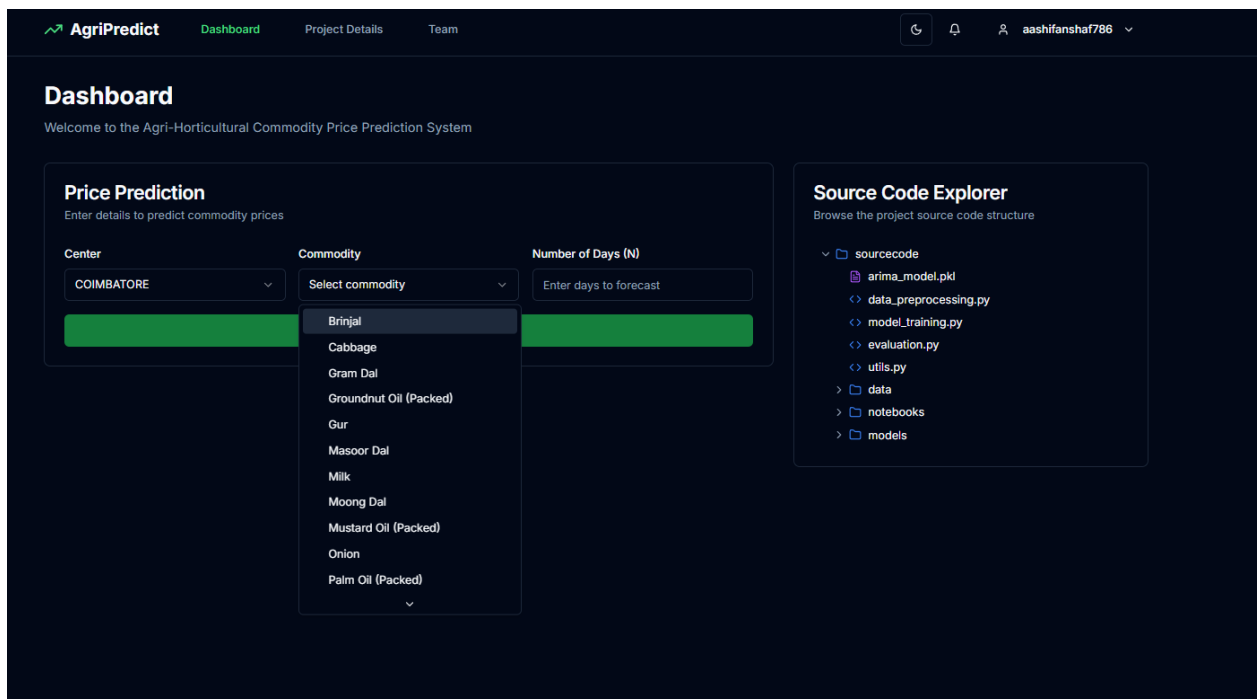 AgriPredict
Dashboard
Project Details
Team
aashifanshaf786
Dashboard
Welcome to the Agri-Horticultural Commodity Price Prediction System
Price Prediction
Enter details to predict commodity prices
Center
COIMBATORE
Commodity
Select commodity
Number of Days (N)
Enter days to forecast
Brinjal
Cabbage
Gram Dal
Groundnut Oil (Packed)
Gur
Masoor Dal
Milk
Moong Dal
Mustard Oil (Packed)
Onion
Palm Oil (Packed)
Source Code Explorer
Browse the project source code structure
sourcecode
arima_model.pkl
data_preprocessing.py
model_training.py
evaluation.py
utils.py
data
notebooks
models